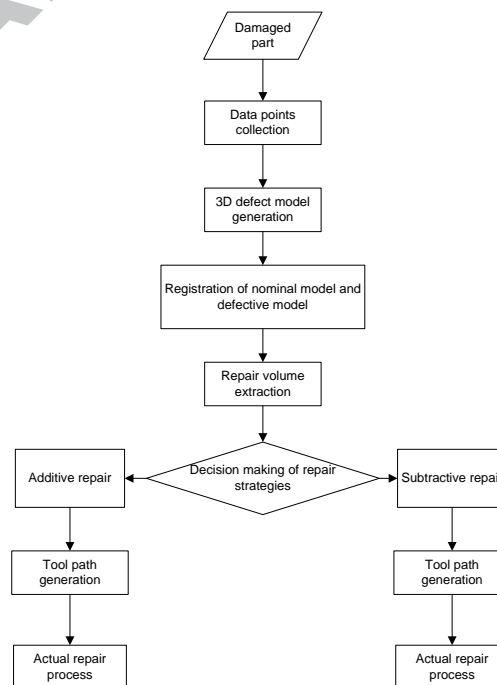 Damaged
part
Data points
collection
3D defect model
generation
Registration of nominal model and
defective model
Repair volume
extraction
Decision making of repair
strategies
Additive repair
Subtractive repair
Tool path
generation
Tool path
generation
Actual repair
process
Actual repair
process